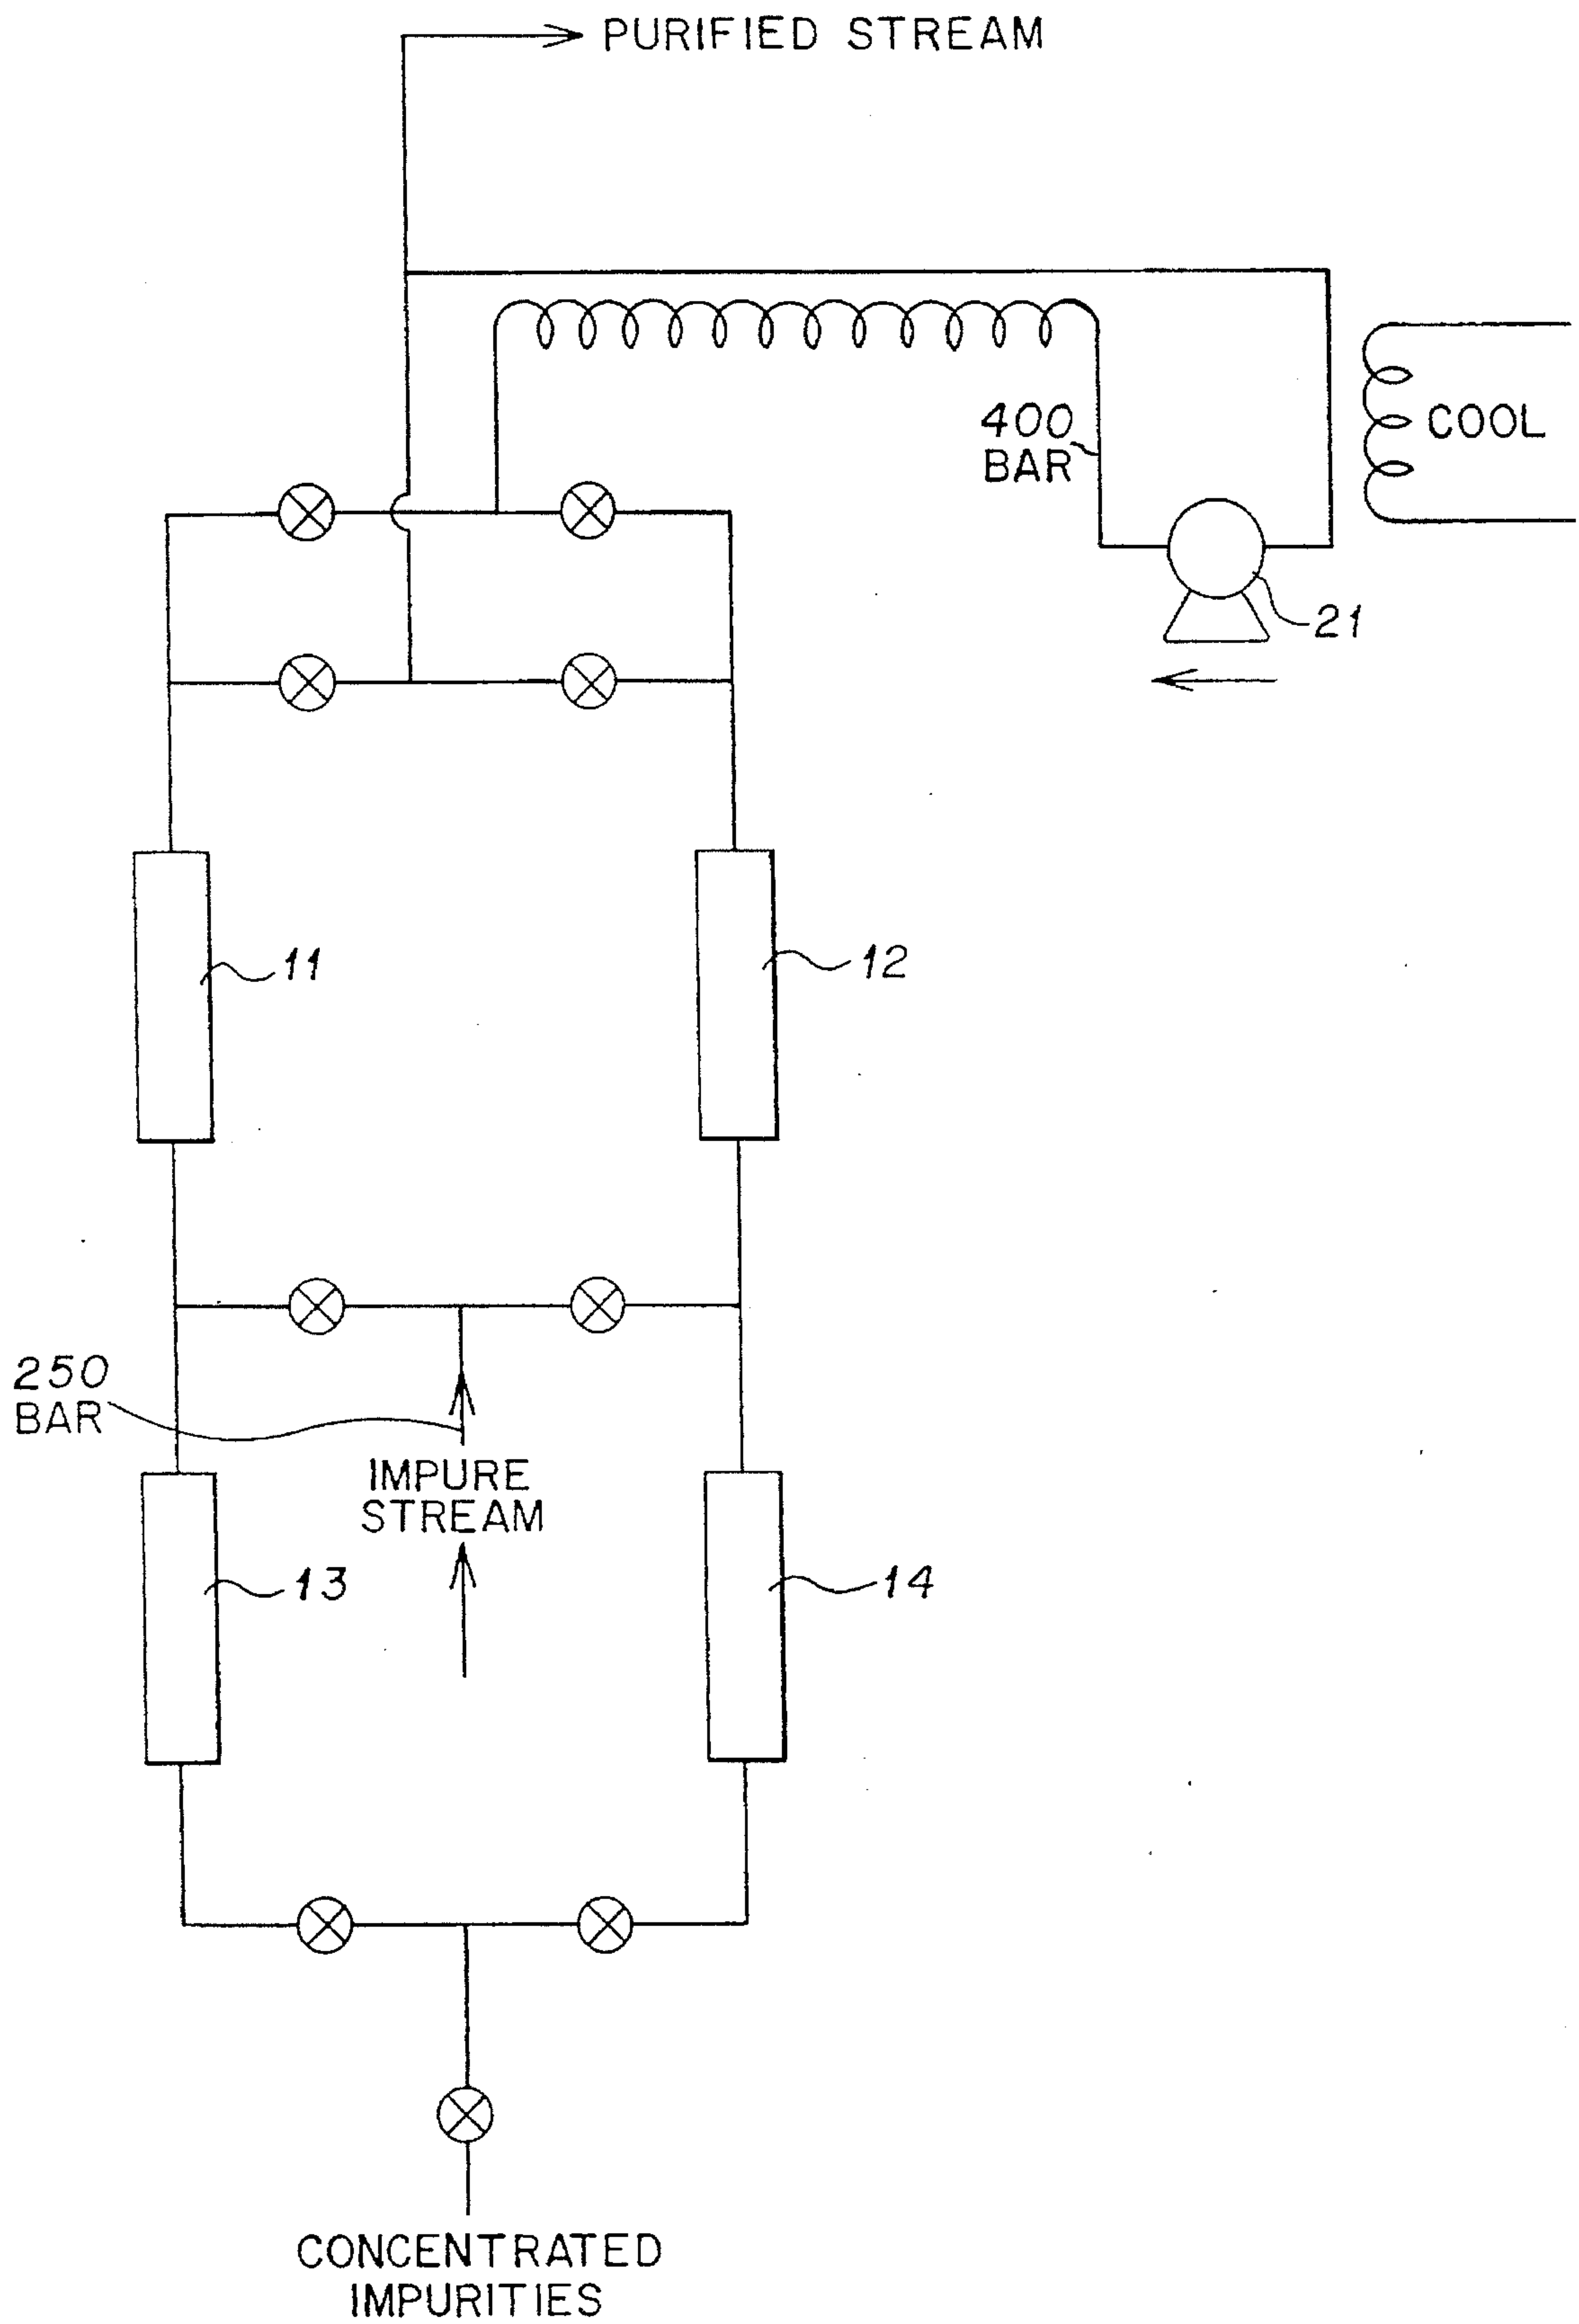 PURIFIED STREAM
400
BAR
COOL
21
11
12
250
BAR
IMPURE
STREAM
13
14
CONCENTRATED
IMPURITIES